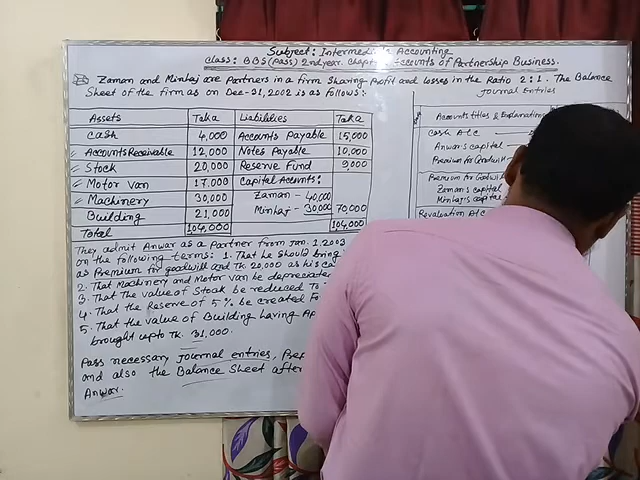 Subject: Intermediate Accounting
Class: BBS (Pass) 2nd year. Accounts of Partnership Business.
Zaman and Minhaj are Partners in a firm Sharing Profit and losses in the Ratio 2:1. The Balance
Sheet of the firm as on Dec-31, 2002 is as follows:-
Assets Taka Liabilities Taka
Cash 4,000 Accounts Payable 15,000
Accounts Receivable 12,000 Notes Payable 10,000
Stock 20,000 Reserve Fund 9,000
Motor Van 17,000 Capital Accounts:
Machinery 30,000 Zaman - 40,000
Building 21,000 Minhaj - 30,000 70,000
Total 104,000 104,000
They admit Anwar as a Partner from Jan. 1, 2003
on the following terms: 1. That he should bring
as Premium for goodwill and TK. 20,000 as his
2. That Machinery and Motor van be depreciated
3. That the value of Stock be reduced to
4. That the Reserve of 5% be created
5. That the value of Building having
brought upto TK. 31,000.
Pass necessary Journal entries,
and also the Balance Sheet after
Anwar.
Journal Entries
Accounts titles & Explanation
Cash A/C
Anwar's capital
Premium for Goodwill
Premium for Goodwill
Zaman's capital
Minhaj's capital
Revaluation A/C